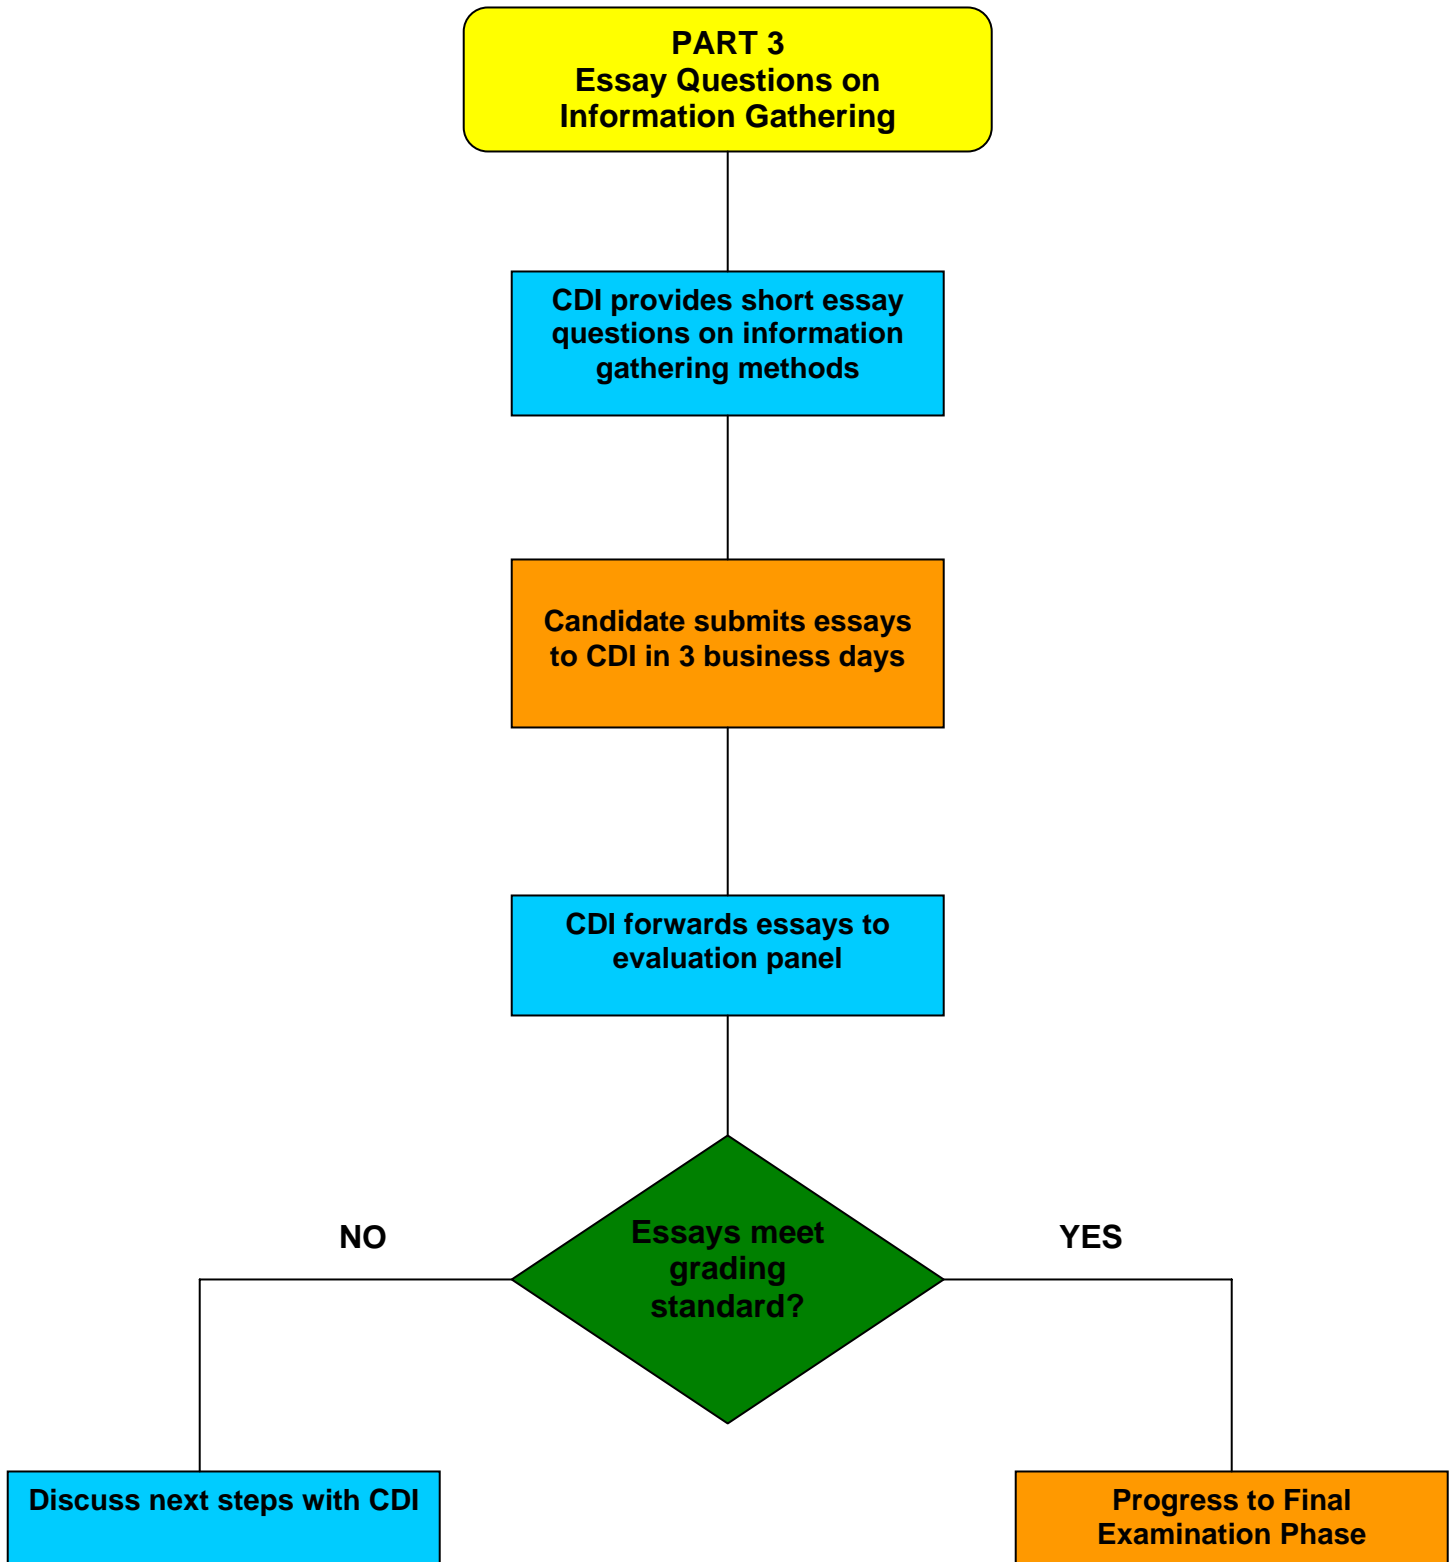 PART 3
Essay Questions on
Information Gathering
CDI provides short essay
questions on information
gathering methods
Candidate submits essays
to CDI in 3 business days
CDI forwards essays to
evaluation panel
Essays meet
grading
standard?
NO
YES
Discuss next steps with CDI
Progress to Final
Examination Phase